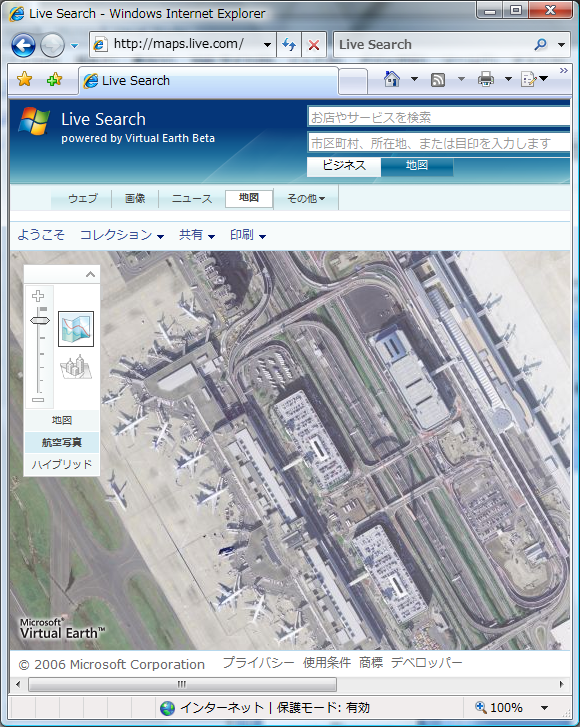 Live Search - Windows Internet Explorer
http://maps.live.com/
Live Search
Live Search
Live Search
powered by Virtual Earth Beta
お店やサービスを検索
市区町村、所在地、または目印を入力します
ビジネス 地図
ウェブ 画像 ニュース 地図 その他
ようこそ コレクション 共有 印刷
地図
航空写真
ハイブリッド
Microsoft®
Virtual Earth™
© 2006 Microsoft Corporation プライバシー 使用条件 商標 デベロッパー
インターネット | 保護モード: 有効 100%